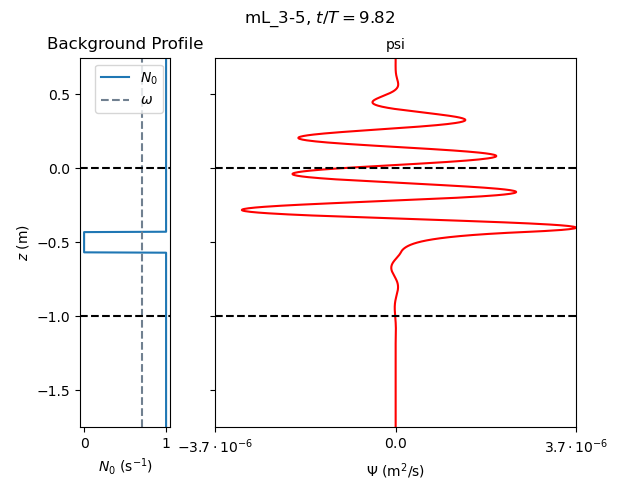 mL_3-5, t/T = 9.82
Background Profile
psi
N₀
ω
0.5
0.0
−0.5
−1.0
−1.5
z (m)
0
1
N₀ (s⁻¹)
−3.7 · 10⁻⁶
0.0
3.7 · 10⁻⁶
Ψ (m²/s)